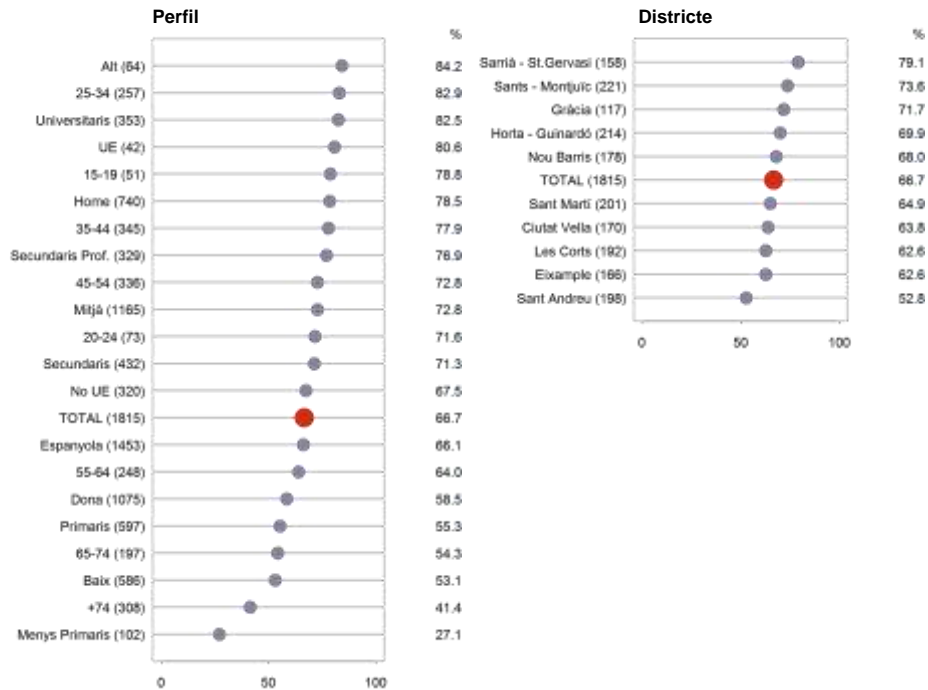 Perfil
%
Alt (64) 84.2
25-34 (257) 82.9
Universitaris (353) 82.5
UE (42) 80.6
15-19 (51) 78.8
Home (740) 78.5
35-44 (345) 77.9
Secundaris Prof. (329) 76.9
45-54 (336) 72.8
Mitjà (1165) 72.8
20-24 (73) 71.6
Secundaris (432) 71.3
No UE (320) 67.5
TOTAL (1815) 66.7
Espanyola (1453) 66.1
55-64 (248) 64.0
Dona (1075) 58.5
Primaris (597) 55.3
65-74 (197) 54.3
Baix (586) 53.1
+74 (308) 41.4
Menys Primaris (102) 27.1
0 50 100
Districte
%
Sarrià - St.Gervasi (158) 79.1
Sants - Montjuïc (221) 73.6
Gràcia (117) 71.7
Horta - Guinardó (214) 69.9
Nou Barris (178) 68.0
TOTAL (1815) 66.7
Sant Martí (201) 64.9
Ciutat Vella (170) 63.8
Les Corts (192) 62.6
Eixample (166) 62.6
Sant Andreu (198) 52.8
0 50 100